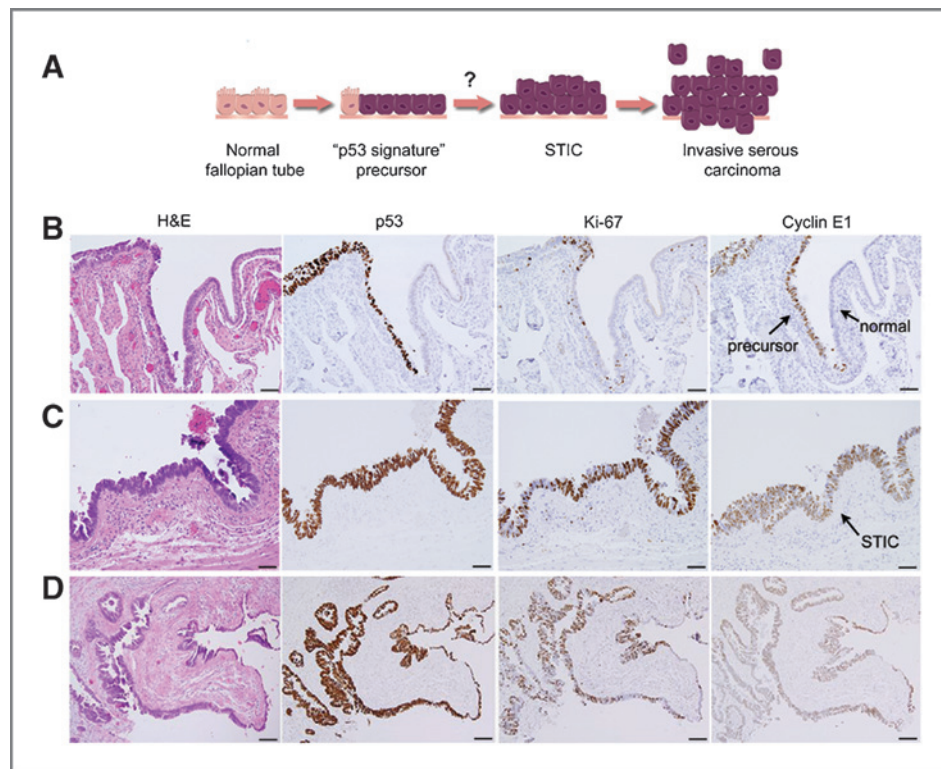 A
?
Normal
fallopian tube
"p53 signature"
precursor
STIC
Invasive serous
carcinoma
H&E
p53
Ki-67
Cyclin E1
B
precursor
normal
C
STIC
D